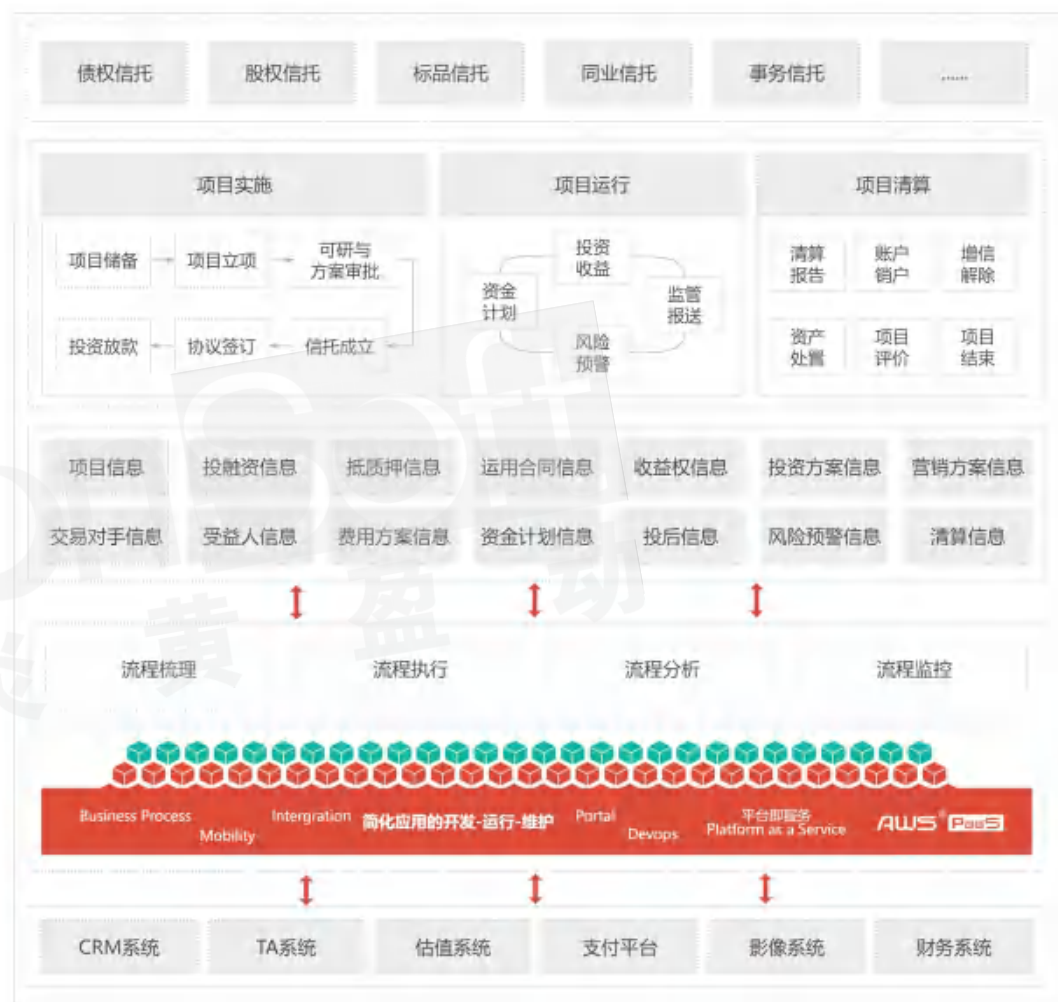 债权信托
股权信托
标品信托
同业信托
事务信托
......
项目实施
项目运行
项目清算
项目储备
项目立项
可研与
方案审批
投资放款
协议签订
信托成立
投资
收益
资金
计划
监管
报送
风险
预警
清算
报告
账户
销户
增信
解除
资产
处置
项目
评价
项目
结束
项目信息
投融资信息
抵质押信息
运用合同信息
收益权信息
投资方案信息
营销方案信息
交易对手信息
受益人信息
费用方案信息
资金计划信息
投后信息
风险预警信息
清算信息
流程梳理
流程执行
流程分析
流程监控
Business Process
Mobility
Intergration
简化应用的开发-运行-维护
Portal
Devops
平台即服务
Platform as a Service
AWS® PaaS
CRM系统
TA系统
估值系统
支付平台
影像系统
财务系统
onSoft
黄盈动